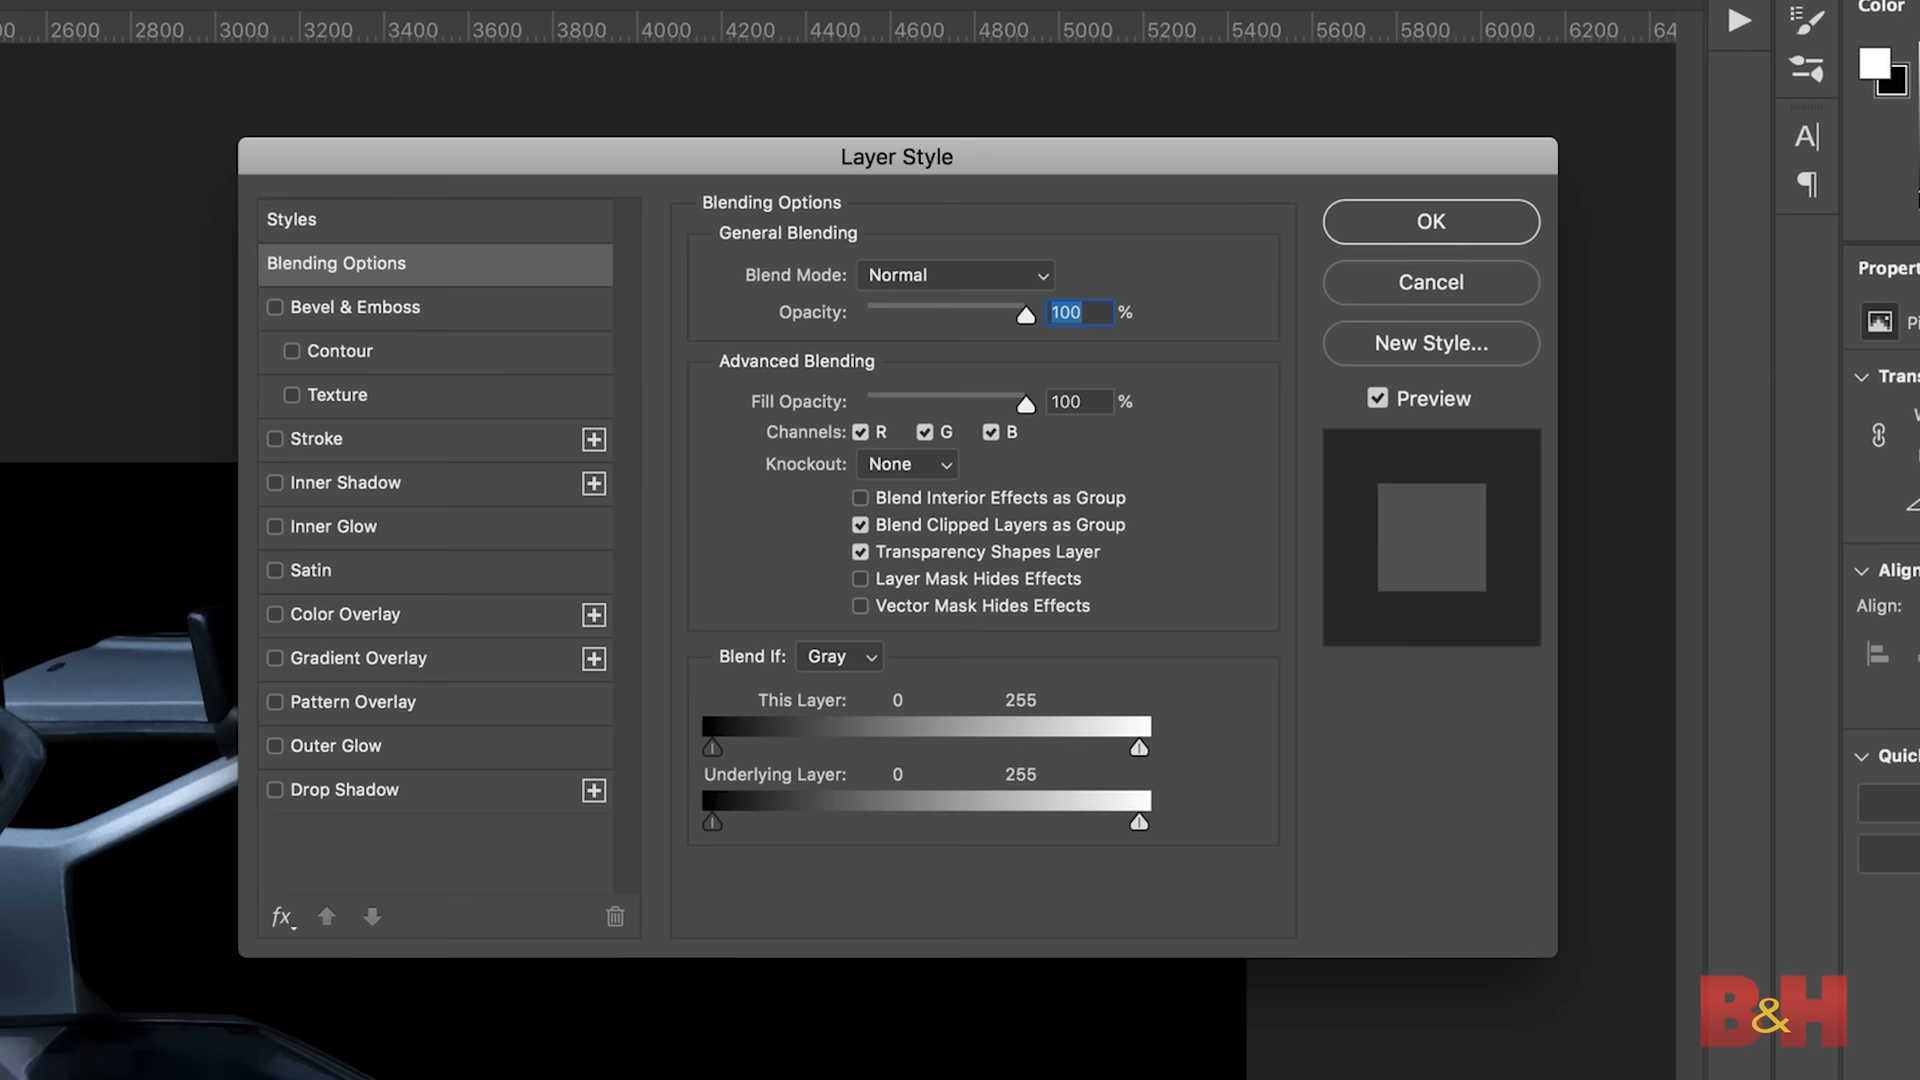 2600 2800 3000 3200 3400 3600 3800 4000 4200 4400 4600 4800 5000 5200 5400 5600 5800 6000 6200 64
Color
Layer Style
Styles
Blending Options
Bevel & Emboss
Contour
Texture
Stroke
Inner Shadow
Inner Glow
Satin
Color Overlay
Gradient Overlay
Pattern Overlay
Outer Glow
Drop Shadow
fx
Blending Options
General Blending
Blend Mode: Normal
Opacity: 100 %
Advanced Blending
Fill Opacity: 100 %
Channels: R G B
Knockout: None
Blend Interior Effects as Group
Blend Clipped Layers as Group
Transparency Shapes Layer
Layer Mask Hides Effects
Vector Mask Hides Effects
Blend If: Gray
This Layer: 0 255
Underlying Layer: 0 255
OK
Cancel
New Style...
Preview
A
¶
Propert
Pi
Trans
Align
Align:
Quick
B&H